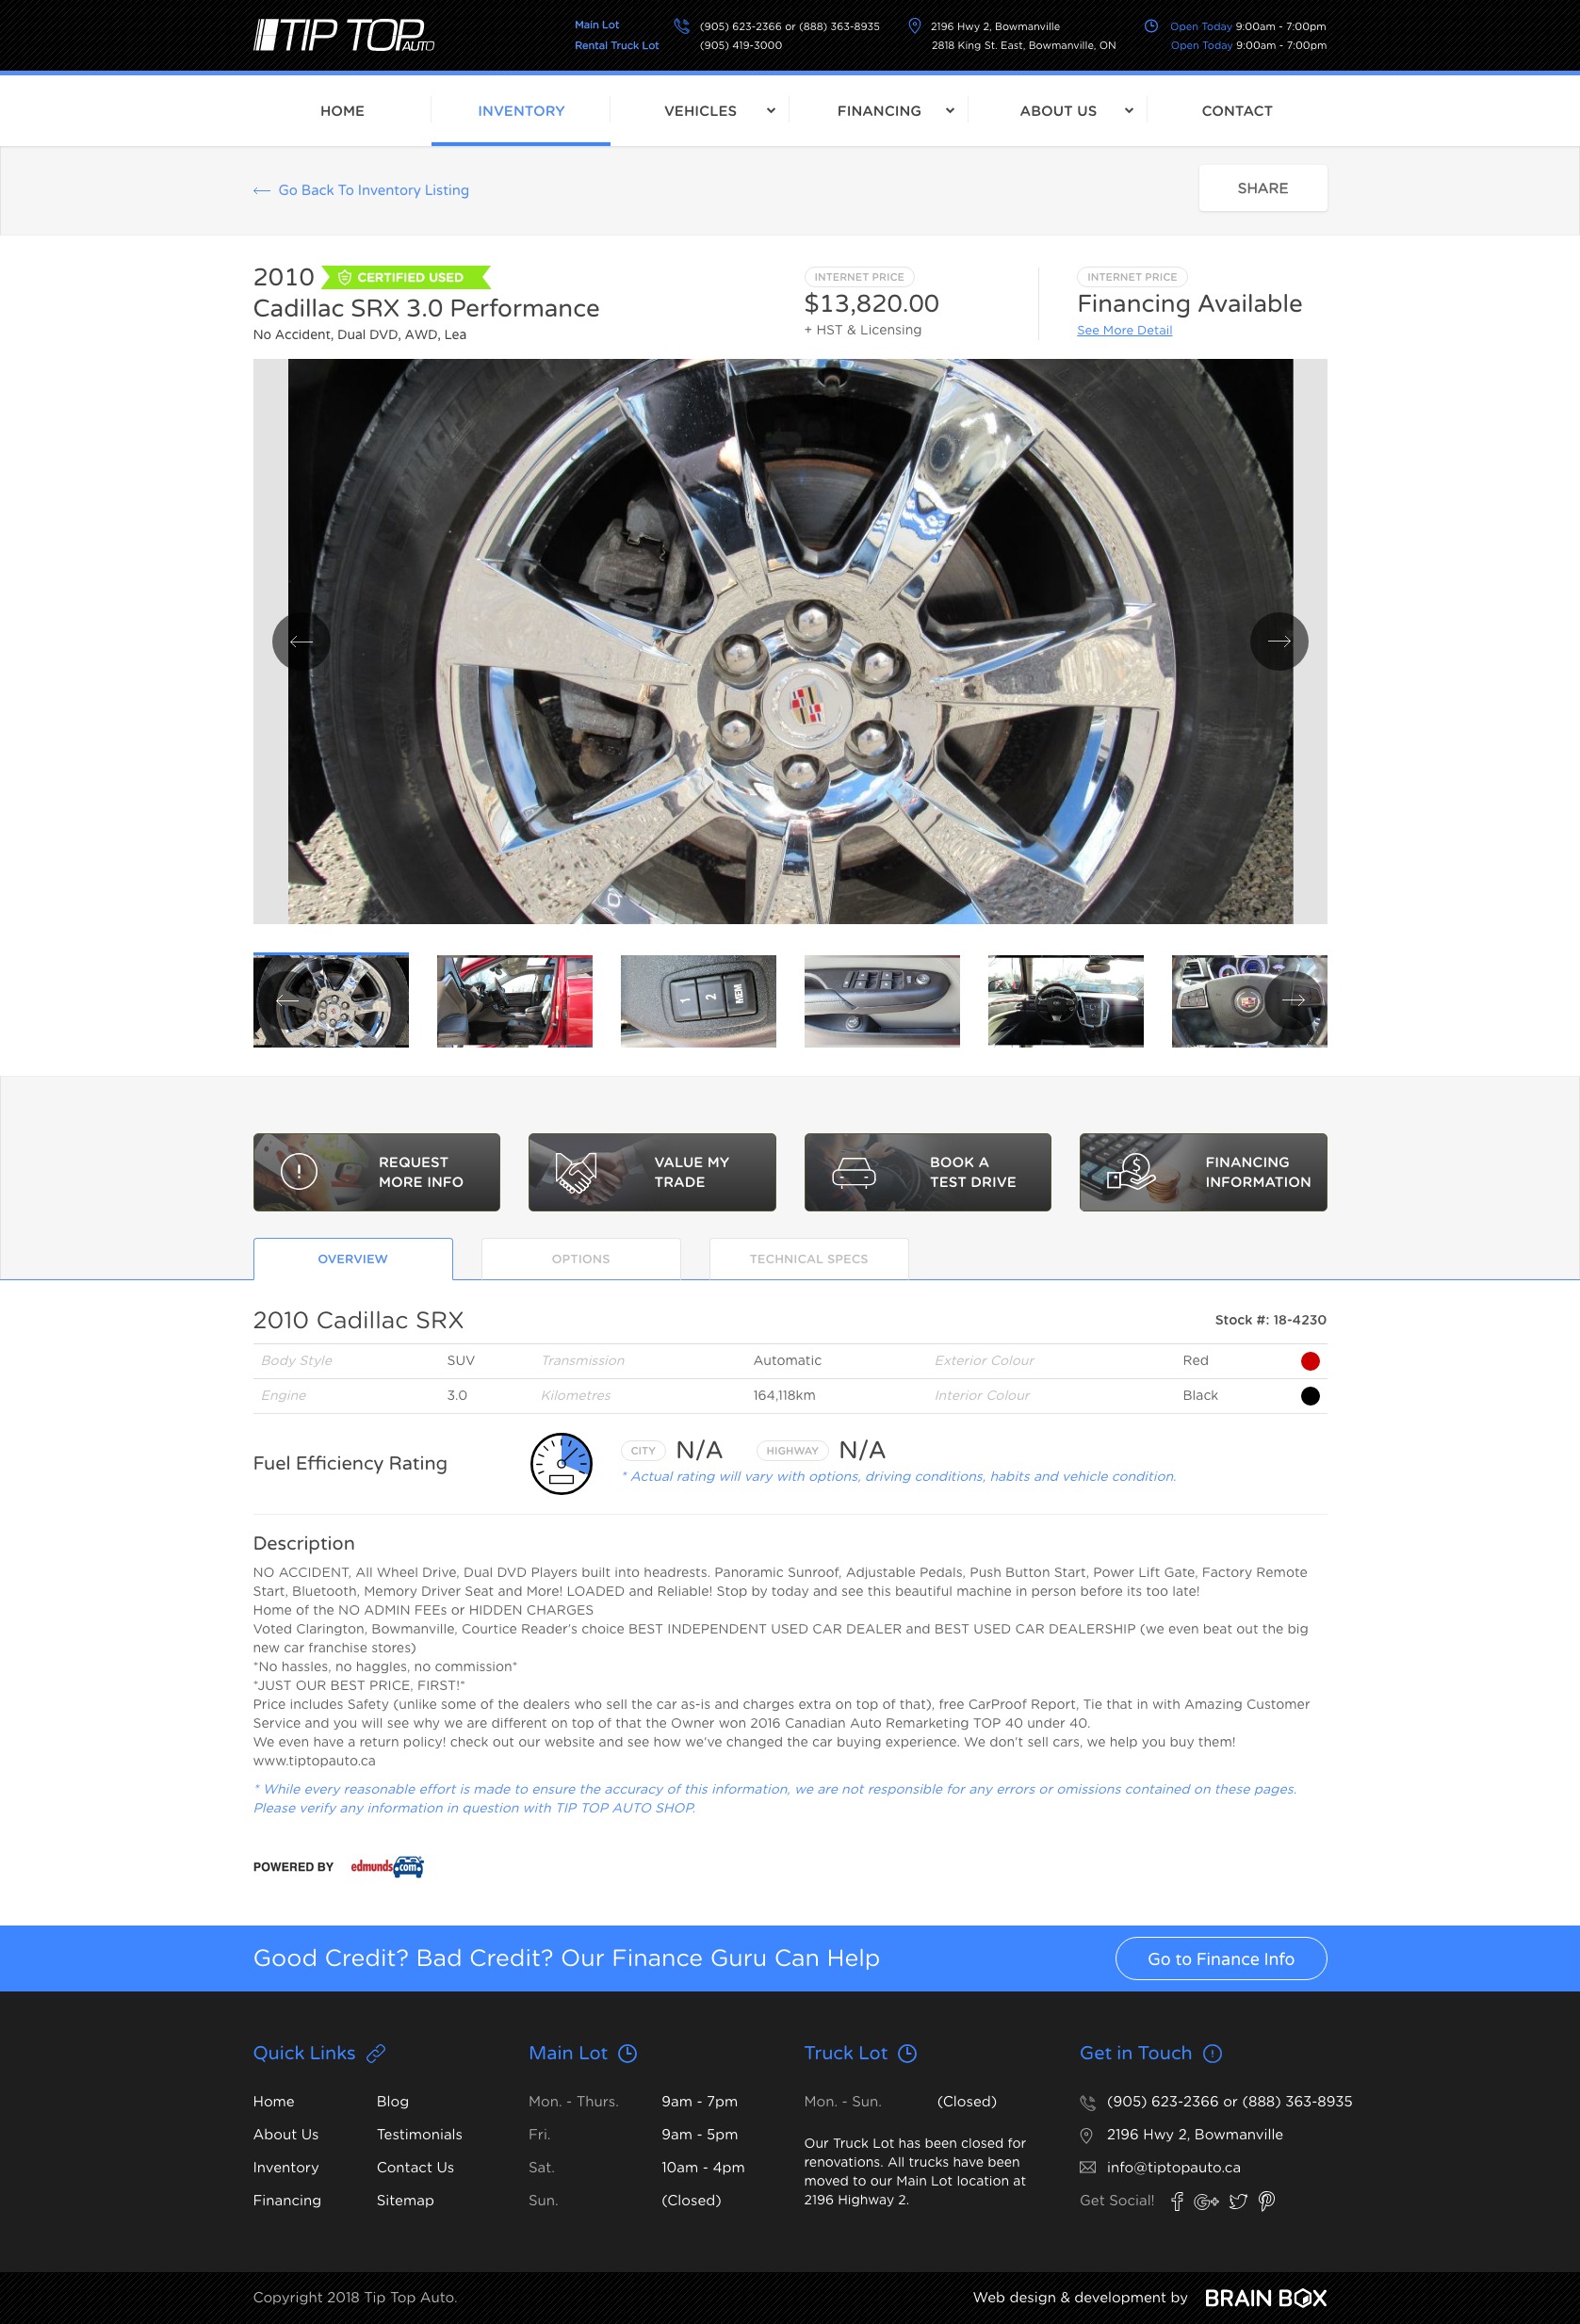 TIP TOP AUTO
Main Lot (905) 623-2366 or (888) 363-8935 2196 Hwy 2, Bowmanville Open Today 9:00am - 7:00pm
Rental Truck Lot (905) 419-3000 2818 King St. East, Bowmanville, ON Open Today 9:00am - 7:00pm
HOME INVENTORY VEHICLES FINANCING ABOUT US CONTACT
Go Back To Inventory Listing SHARE
2010 CERTIFIED USED
Cadillac SRX 3.0 Performance
No Accident, Dual DVD, AWD, Lea
INTERNET PRICE
$13,820.00
+ HST & Licensing
INTERNET PRICE
Financing Available
See More Detail
1 2 MEM
REQUEST
MORE INFO
VALUE MY
TRADE
BOOK A
TEST DRIVE
FINANCING
INFORMATION
OVERVIEW OPTIONS TECHNICAL SPECS
2010 Cadillac SRX Stock #: 18-4230
Body Style SUV Transmission Automatic Exterior Colour Red
Engine 3.0 Kilometres 164,118km Interior Colour Black
Fuel Efficiency Rating
CITY N/A HIGHWAY N/A
* Actual rating will vary with options, driving conditions, habits and vehicle condition.
Description
NO ACCIDENT, All Wheel Drive, Dual DVD Players built into headrests. Panoramic Sunroof, Adjustable Pedals, Push Button Start, Power Lift Gate, Factory Remote
Start, Bluetooth, Memory Driver Seat and More! LOADED and Reliable! Stop by today and see this beautiful machine in person before its too late!
Home of the NO ADMIN FEEs or HIDDEN CHARGES
Voted Clarington, Bowmanville, Courtice Reader's choice BEST INDEPENDENT USED CAR DEALER and BEST USED CAR DEALERSHIP (we even beat out the big
new car franchise stores)
*No hassles, no haggles, no commission*
*JUST OUR BEST PRICE, FIRST!*
Price includes Safety (unlike some of the dealers who sell the car as-is and charges extra on top of that), free CarProof Report, Tie that in with Amazing Customer
Service and you will see why we are different on top of that the Owner won 2016 Canadian Auto Remarketing TOP 40 under 40.
We even have a return policy! check out our website and see how we've changed the car buying experience. We don't sell cars, we help you buy them!
www.tiptopauto.ca
* While every reasonable effort is made to ensure the accuracy of this information, we are not responsible for any errors or omissions contained on these pages.
Please verify any information in question with TIP TOP AUTO SHOP.
POWERED BY edmunds.com
Good Credit? Bad Credit? Our Finance Guru Can Help Go to Finance Info
Quick Links
Home Blog
About Us Testimonials
Inventory Contact Us
Financing Sitemap
Main Lot
Mon. - Thurs. 9am - 7pm
Fri. 9am - 5pm
Sat. 10am - 4pm
Sun. (Closed)
Truck Lot
Mon. - Sun. (Closed)
Our Truck Lot has been closed for
renovations. All trucks have been
moved to our Main Lot location at
2196 Highway 2.
Get in Touch
(905) 623-2366 or (888) 363-8935
2196 Hwy 2, Bowmanville
info@tiptopauto.ca
Get Social!
Copyright 2018 Tip Top Auto. Web design & development by BRAIN BOX